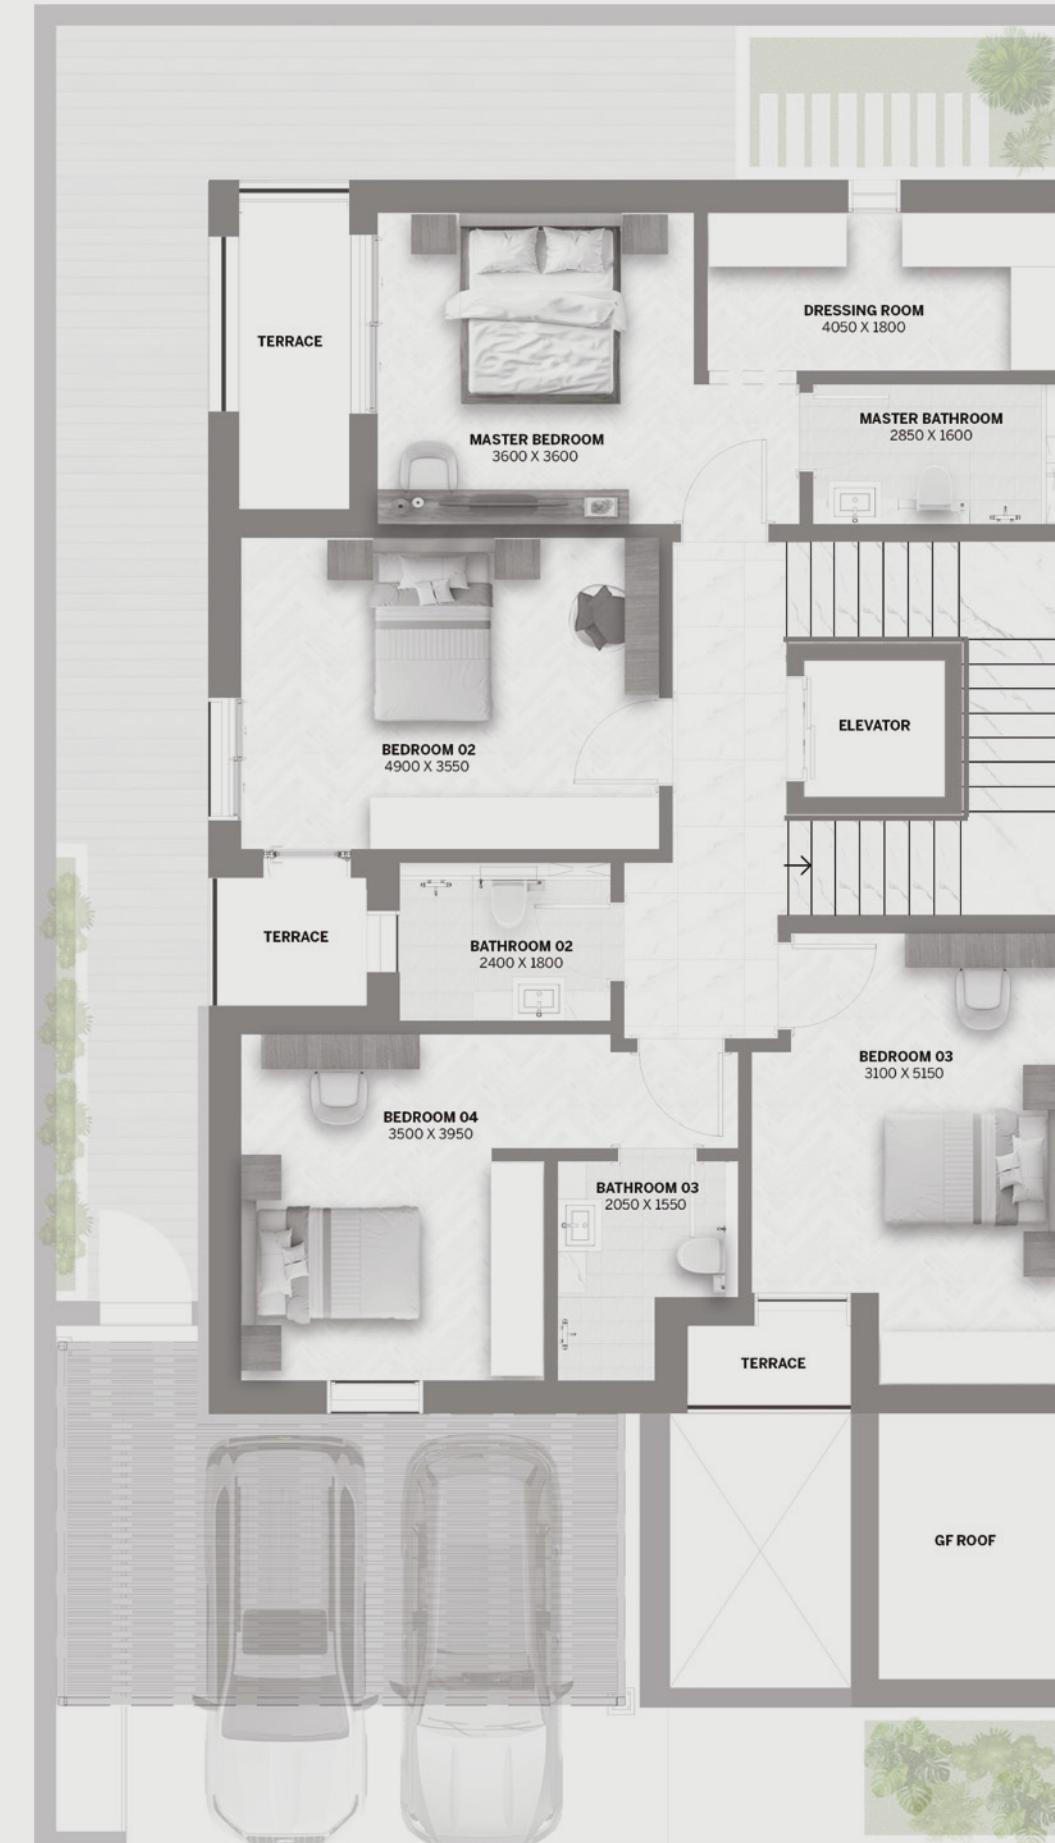 DRESSING ROOM
4050 X 1800
TERRACE
MASTER BEDROOM
3600 X 3600
MASTER BATHROOM
2850 X 1600
ELEVATOR
BEDROOM 02
4900 X 3550
TERRACE
BATHROOM 02
2400 X 1800
BEDROOM 03
3100 X 5150
BEDROOM 04
3500 X 3950
BATHROOM 03
2050 X 1550
TERRACE
GF ROOF